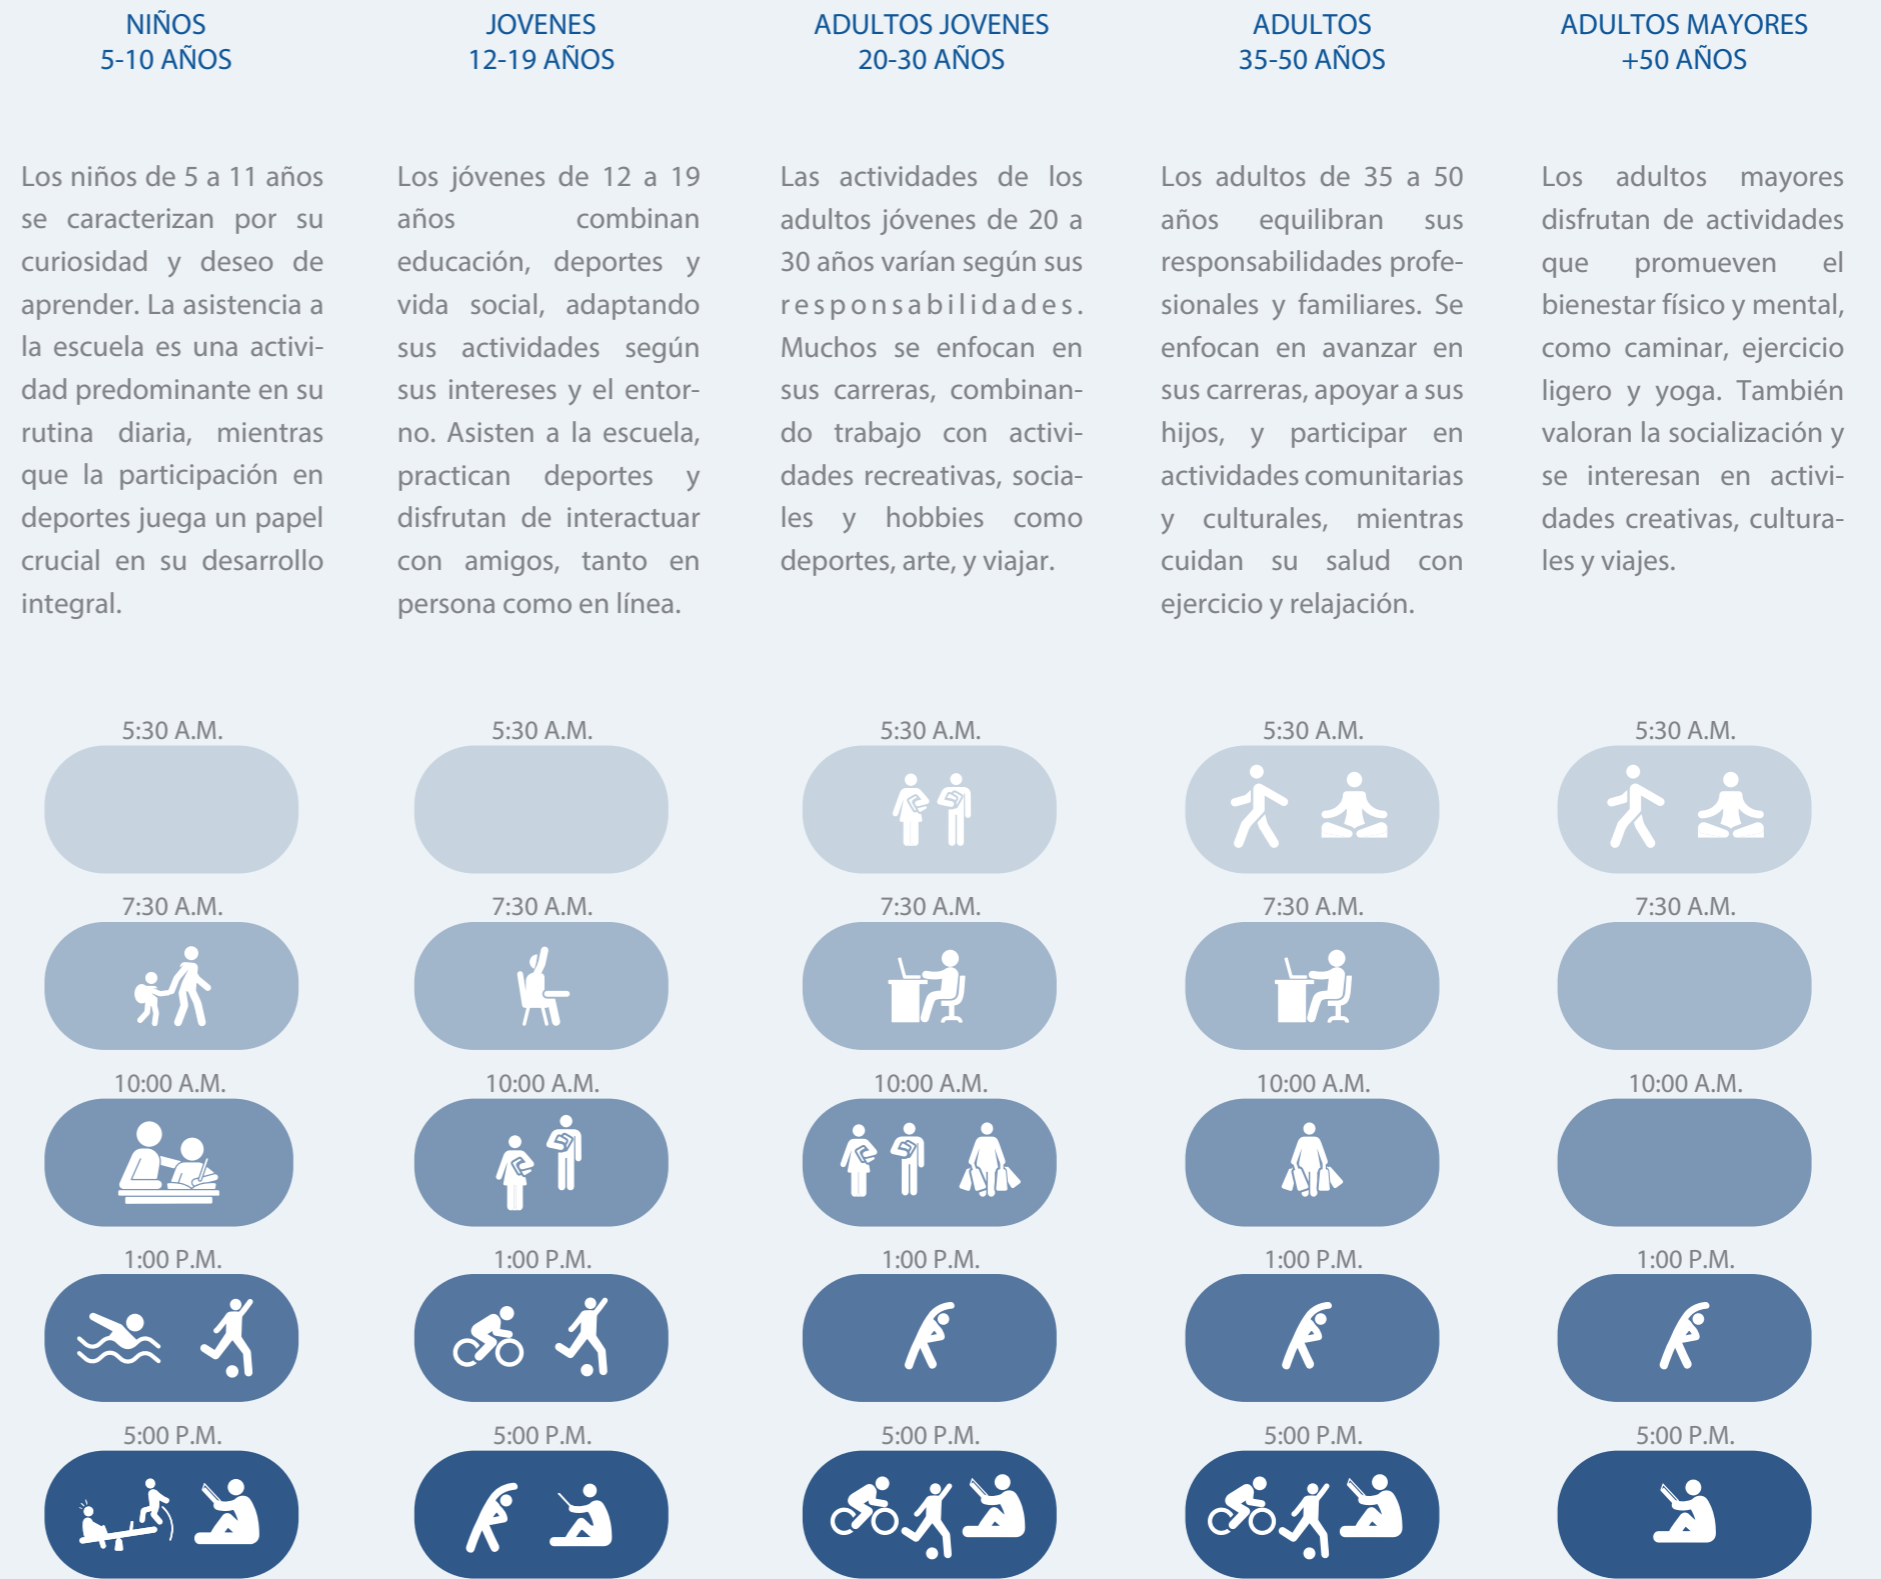 NIÑOS
5-10 AÑOS
Los niños de 5 a 11 años
se caracterizan por su
curiosidad y deseo de
aprender. La asistencia a
la escuela es una activi-
dad predominante en su
rutina diaria, mientras
que la participación en
deportes juega un papel
crucial en su desarrollo
integral.
5:30 A.M.
7:30 A.M.
10:00 A.M.
1:00 P.M.
5:00 P.M.
JOVENES
12-19 AÑOS
Los jóvenes de 12 a 19
años combinan
educación, deportes y
vida social, adaptando
sus actividades según
sus intereses y el entor-
no. Asisten a la escuela,
practican deportes y
disfrutan de interactuar
con amigos, tanto en
persona como en línea.
5:30 A.M.
7:30 A.M.
10:00 A.M.
1:00 P.M.
5:00 P.M.
ADULTOS JOVENES
20-30 AÑOS
Las actividades de los
adultos jóvenes de 20 a
30 años varían según sus
responsabilidades.
Muchos se enfocan en
sus carreras, combinan-
do trabajo con activi-
dades recreativas, socia-
les y hobbies como
deportes, arte, y viajar.
5:30 A.M.
7:30 A.M.
10:00 A.M.
1:00 P.M.
5:00 P.M.
ADULTOS
35-50 AÑOS
Los adultos de 35 a 50
años equilibran sus
responsabilidades profe-
sionales y familiares. Se
enfocan en avanzar en
sus carreras, apoyar a sus
hijos, y participar en
actividades comunitarias
y culturales, mientras
cuidan su salud con
ejercicio y relajación.
5:30 A.M.
7:30 A.M.
10:00 A.M.
1:00 P.M.
5:00 P.M.
ADULTOS MAYORES
+50 AÑOS
Los adultos mayores
disfrutan de actividades
que promueven el
bienestar físico y mental,
como caminar, ejercicio
ligero y yoga. También
valoran la socialización y
se interesan en activi-
dades creativas, cultura-
les y viajes.
5:30 A.M.
7:30 A.M.
10:00 A.M.
1:00 P.M.
5:00 P.M.